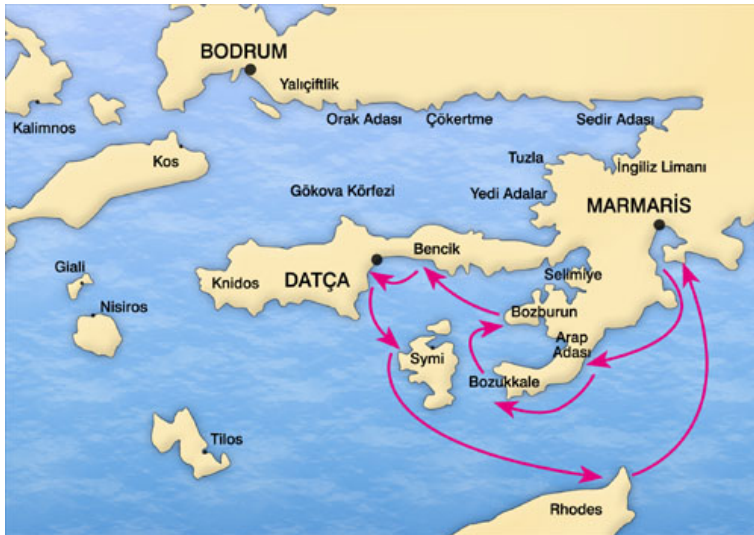 BODRUM
Yalıçiftlik
Kalimnos
Orak Adası
Çökertme
Sedir Adası
Kos
Tuzla
İngiliz Limanı
Gökova Körfezi
Yedi Adalar
MARMARİS
Bencik
Giali
Knidos
DATÇA
Selimiye
Nisiros
Bozburun
Arap
Adası
Symi
Bozukkale
Tilos
Rhodes